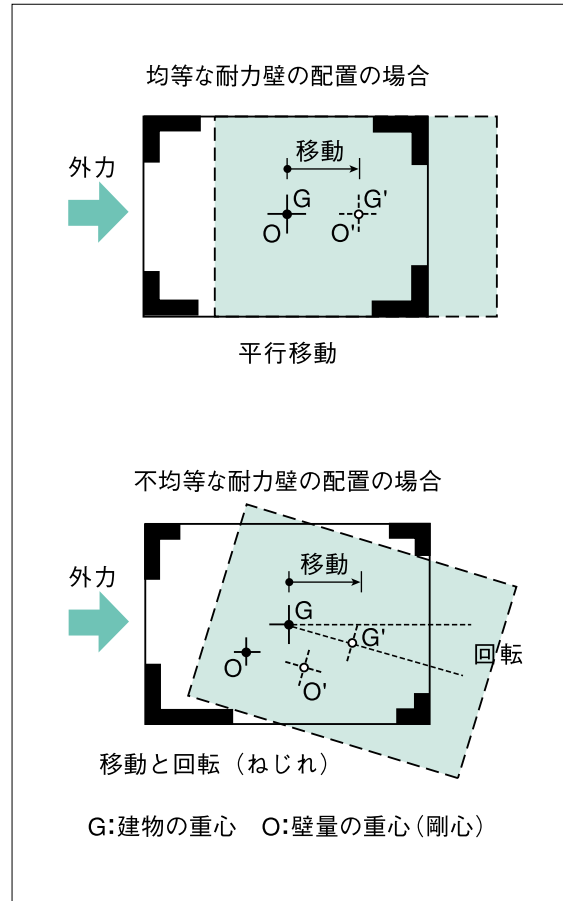 均等な耐力壁の配置の場合
移動
外力
G
G'
O
O'
平行移動
不均等な耐力壁の配置の場合
移動
外力
G
G'
O
O'
回転
移動と回転（ねじれ）
G:建物の重心 O:壁量の重心（剛心）